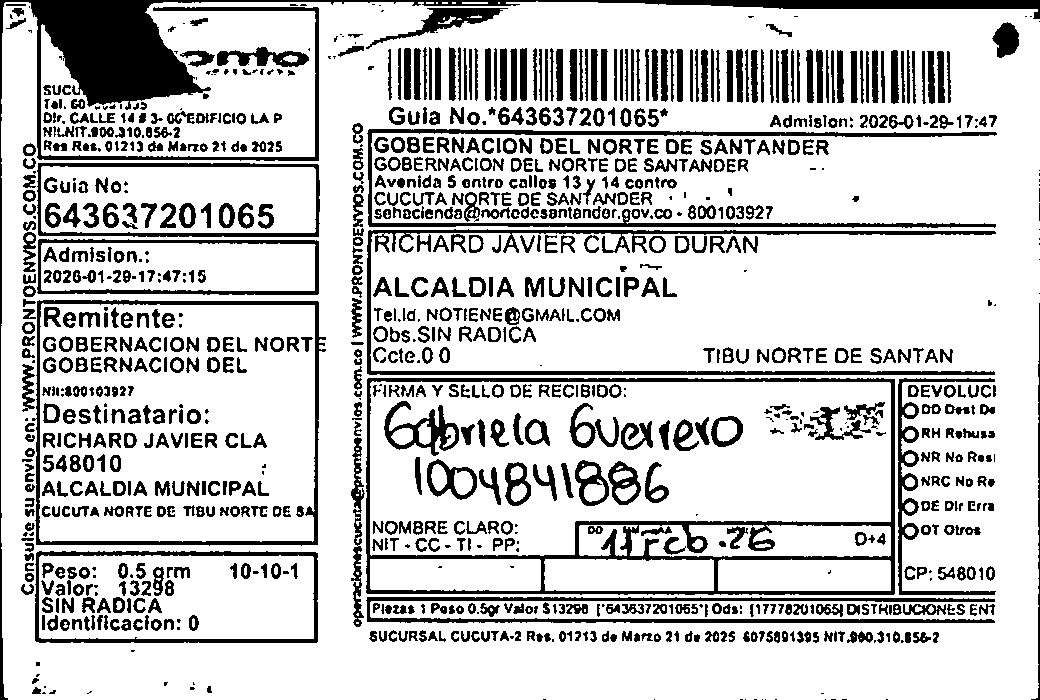 onto
SUCU
Tel. 60
Dir. CALLE 14 # 3- 00 EDIFICIO LA P
NI.NIT.900.310.856-2
Res Res. 01213 de Marzo 21 de 2025
Consulte su envio en: WWW.PRONTOENVIOS.COM.CO
Guia No:
643637201065
Admision.:
2026-01-29-17:47:15
Remitente:
GOBERNACION DEL NORTE
GOBERNACION DEL
Nit:800103927
Destinatario:
RICHARD JAVIER CLA
548010
ALCALDIA MUNICIPAL
CUCUTA NORTE DE TIBU NORTE DE SA
Peso: 0.5 grm 10-10-1
Valor: 13298
SIN RADICA
Identificacion: 0
operacionescucuta@prontoenvios.com.co | WWW.PRONTOENVIOS.COM.CO
Guia No.*643637201065*
Admision: 2026-01-29-17:47
GOBERNACION DEL NORTE DE SANTANDER
GOBERNACION DEL NORTE DE SANTANDER
Avenida 5 entre calles 13 y 14 centro
CUCUTA NORTE DE SANTANDER
sehacienda@nortedesantander.gov.co - 800103927
RICHARD JAVIER CLARO DURAN
ALCALDIA MUNICIPAL
Tel.Id. NOTIENE@GMAIL.COM
Obs.SIN RADICA
Ccte.0 0 TIBU NORTE DE SANTAN
FIRMA Y SELLO DE RECIBIDO:
Gabriela Guerrero
1004841886
NOMBRE CLARO:
NIT - CC - TI - PP:
DD MM AA
11 Feb. 26
D+4
DEVOLUCI
DD Dest De
RH Rehusa
NR No Resi
NRC No Re
DE Dir Erra
OT Otros
CP: 548010
Piezas 1 Peso 0.5gr Valor $13298 ['643637201065'] Ods: [17778201065] DISTRIBUCIONES ENT
SUCURSAL CUCUTA-2 Res. 01213 de Marzo 21 de 2025 6075891395 NIT.900.310.856-2